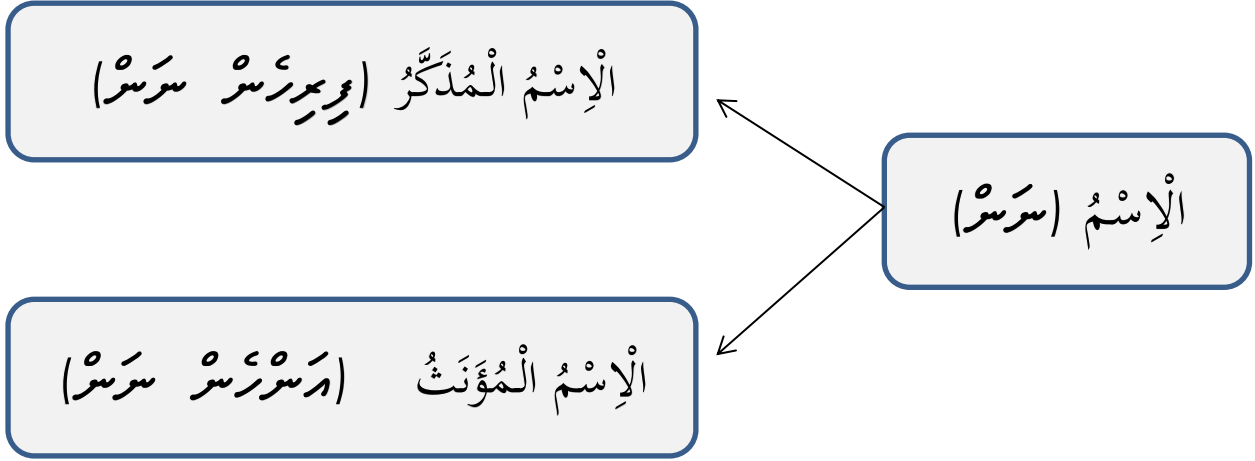 الْاِسْمُ (ނަން)
الْاِسْمُ الْمُذَكَّرُ (ފިރިހެން ނަން)
الْاِسْمُ الْمُؤَنَثُ (އަންހެން ނަން)